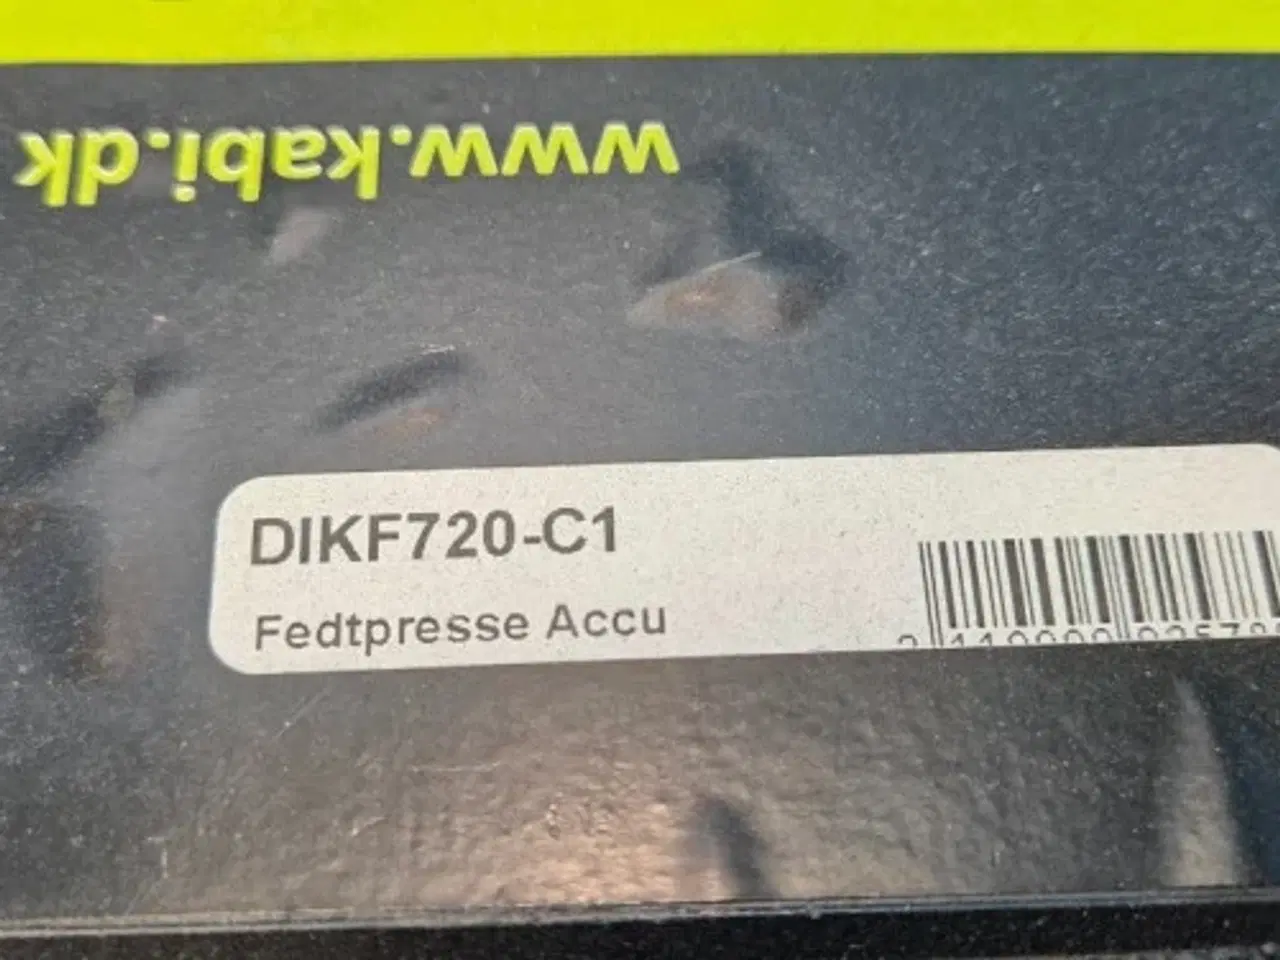 www.kabi.dk
DIKF720-C1
Fedtpresse Accu